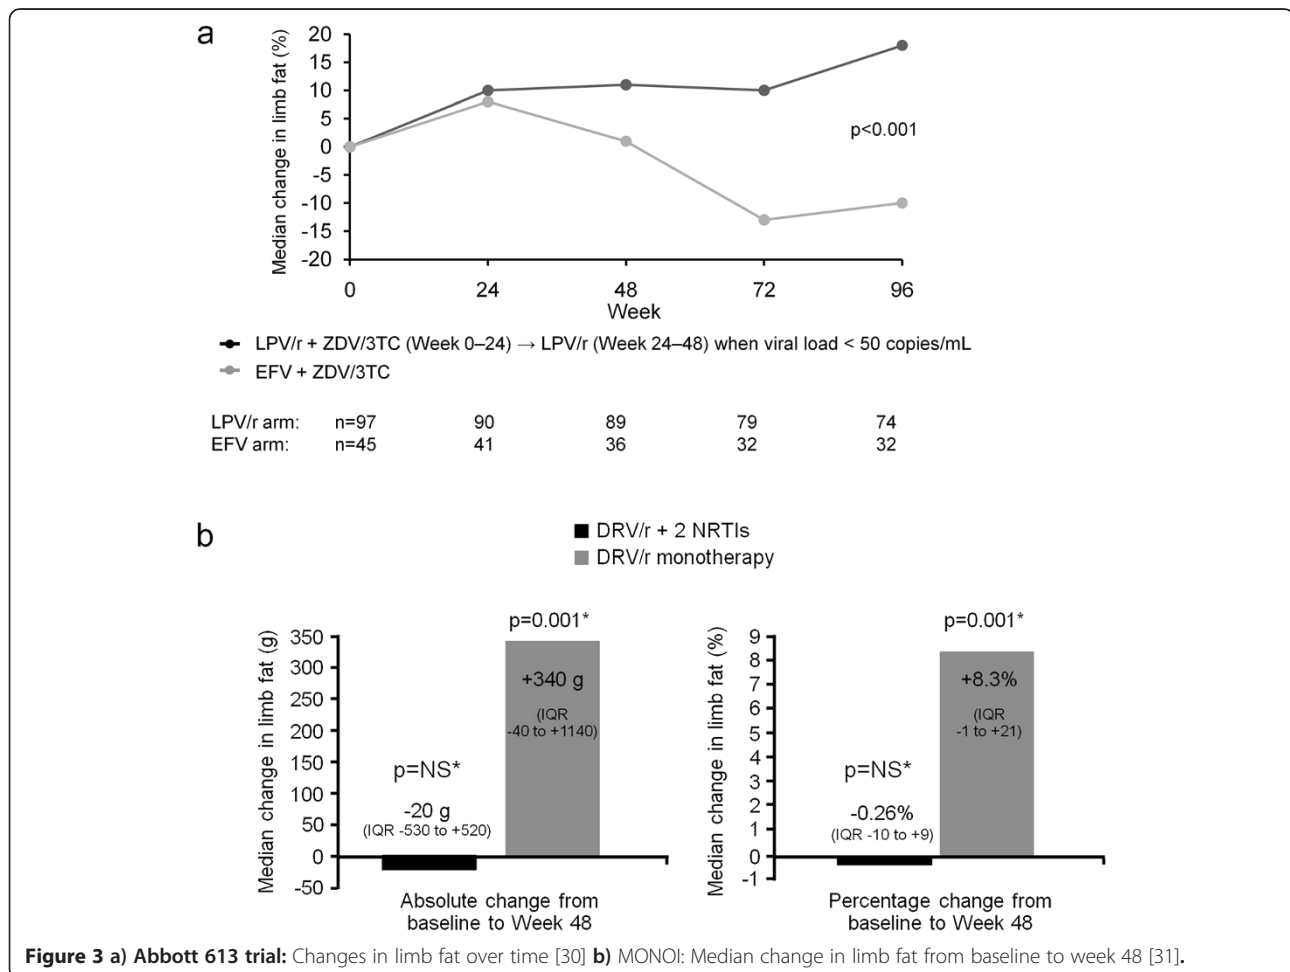 a
Median change in limb fat (%)
20
15
10
5
0
-5
-10
-15
-20
p<0.001
0 24 48 72 96
Week
LPV/r + ZDV/3TC (Week 0–24) → LPV/r (Week 24–48) when viral load < 50 copies/mL
EFV + ZDV/3TC
LPV/r arm: n=97 90 89 79 74
EFV arm: n=45 41 36 32 32
b
DRV/r + 2 NRTIs
DRV/r monotherapy
Median change in limb fat (g)
350
300
250
200
150
100
50
0
-50
p=0.001*
+340 g
(IQR
-40 to +1140)
p=NS*
-20 g
(IQR -530 to +520)
Absolute change from
baseline to Week 48
Median change in limb fat (%)
9
8
7
6
5
4
3
2
1
0
-1
p=0.001*
+8.3%
(IQR
-1 to +21)
p=NS*
-0.26%
(IQR -10 to +9)
Percentage change from
baseline to Week 48
Figure 3 a) Abbott 613 trial: Changes in limb fat over time [30] b) MONOI: Median change in limb fat from baseline to week 48 [31].